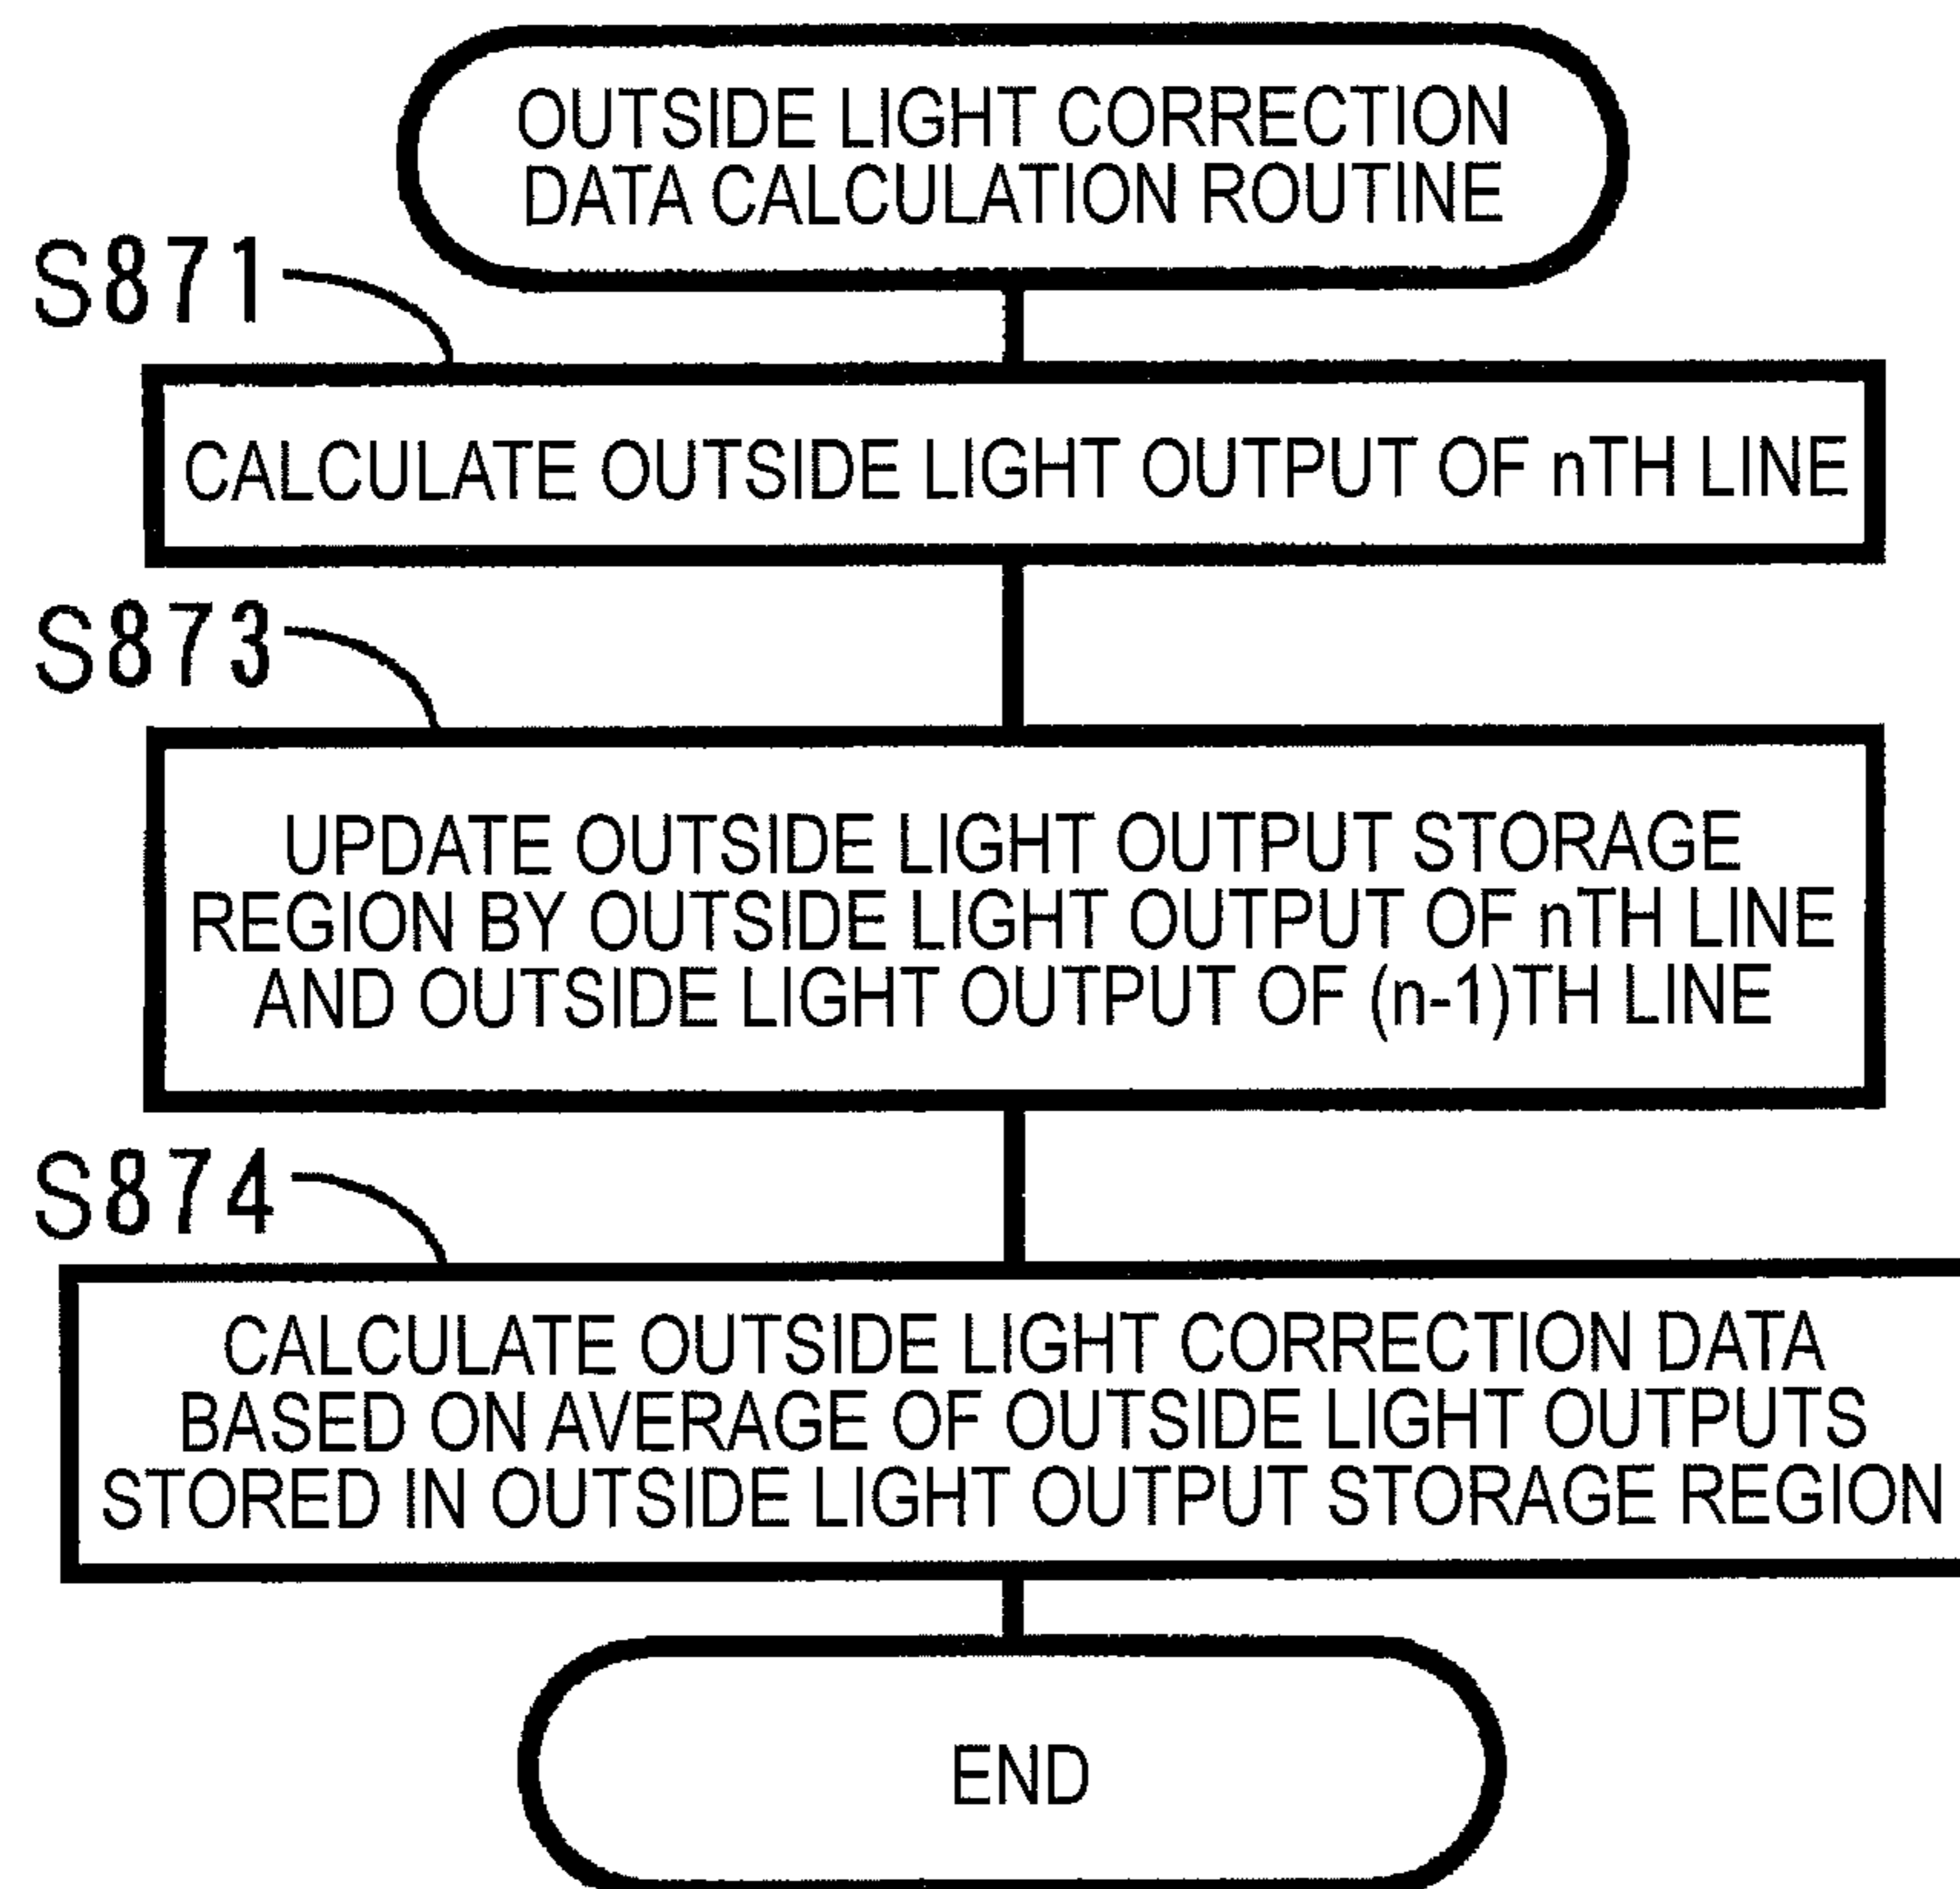 OUTSIDE LIGHT CORRECTION
DATA CALCULATION ROUTINE
S871
CALCULATE OUTSIDE LIGHT OUTPUT OF nTH LINE
S873
UPDATE OUTSIDE LIGHT OUTPUT STORAGE
REGION BY OUTSIDE LIGHT OUTPUT OF nTH LINE
AND OUTSIDE LIGHT OUTPUT OF (n-1)TH LINE
S874
CALCULATE OUTSIDE LIGHT CORRECTION DATA
BASED ON AVERAGE OF OUTSIDE LIGHT OUTPUTS
STORED IN OUTSIDE LIGHT OUTPUT STORAGE REGION
END